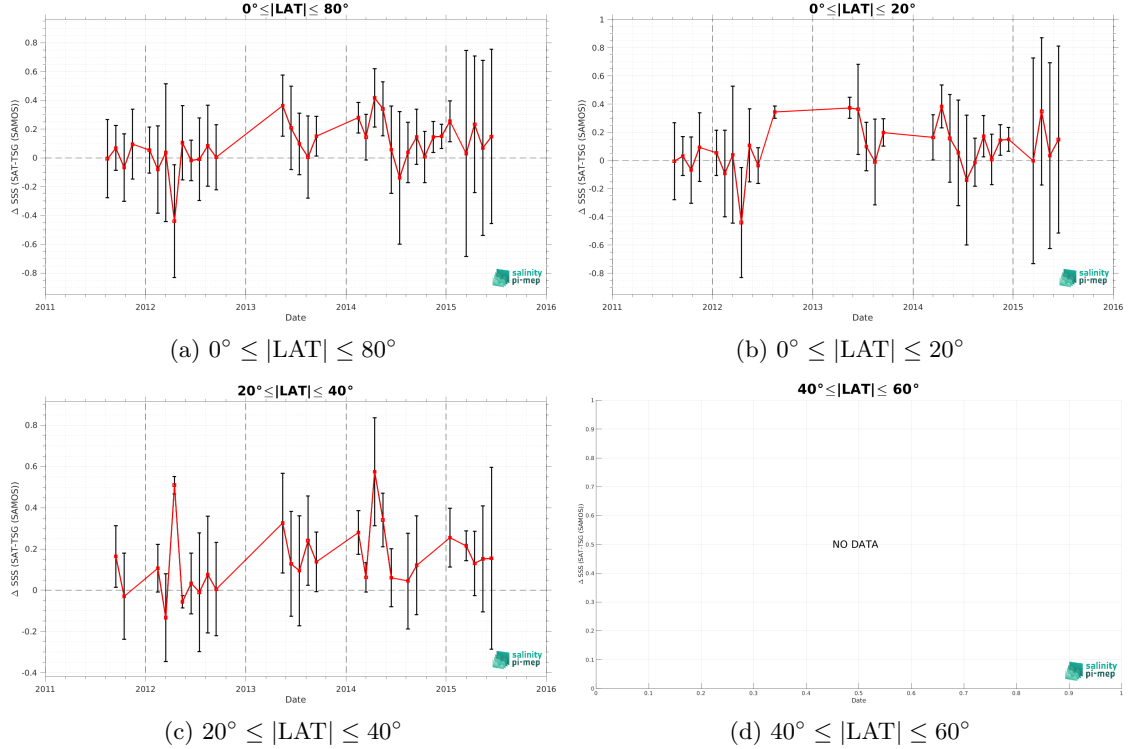 0°≤|LAT|≤ 80°
Δ SSS (SAT-TSG (SAMOS))
0.8
0.6
0.4
0.2
0
-0.2
-0.4
-0.6
-0.8
2011 2012 2013 2014 2015 2016
Date
salinity
pi-mep
(a) 0° ≤ |LAT| ≤ 80°
0°≤|LAT|≤ 20°
Δ SSS (SAT-TSG (SAMOS))
1
0.8
0.6
0.4
0.2
0
-0.2
-0.4
-0.6
-0.8
2011 2012 2013 2014 2015 2016
Date
salinity
pi-mep
(b) 0° ≤ |LAT| ≤ 20°
20°≤|LAT|≤ 40°
Δ SSS (SAT-TSG (SAMOS))
0.8
0.6
0.4
0.2
0
-0.2
-0.4
2011 2012 2013 2014 2015 2016
Date
salinity
pi-mep
(c) 20° ≤ |LAT| ≤ 40°
40°≤|LAT|≤ 60°
Δ SSS (SAT-TSG (SAMOS))
1
0.9
0.8
0.7
0.6
0.5
0.4
0.3
0.2
0.1
0
NO DATA
0 0.1 0.2 0.3 0.4 0.5 0.6 0.7 0.8 0.9 1
Date
salinity
pi-mep
(d) 40° ≤ |LAT| ≤ 60°